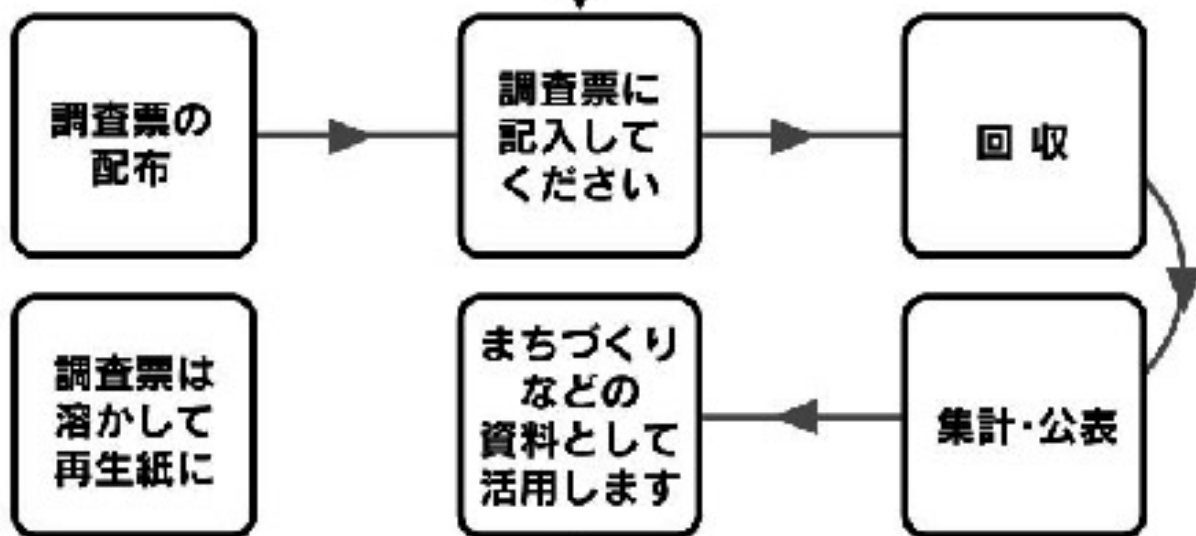 調査票の
配布
調査票に
記入して
ください
回 収
集計・公表
まちづくり
などの
資料として
活用します
調査票は
溶かして
再生紙に